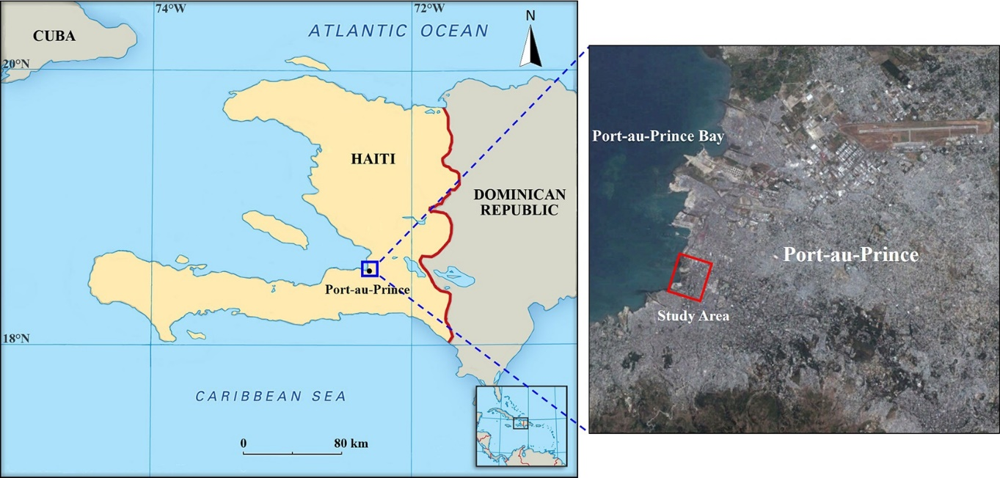 74°W
72°W
N
CUBA
ATLANTIC OCEAN
20°N
Port-au-Prince Bay
HAITI
DOMINICAN
REPUBLIC
Port-au-Prince
Port-au-Prince
Study Area
18°N
CARIBBEAN SEA
0 80 km